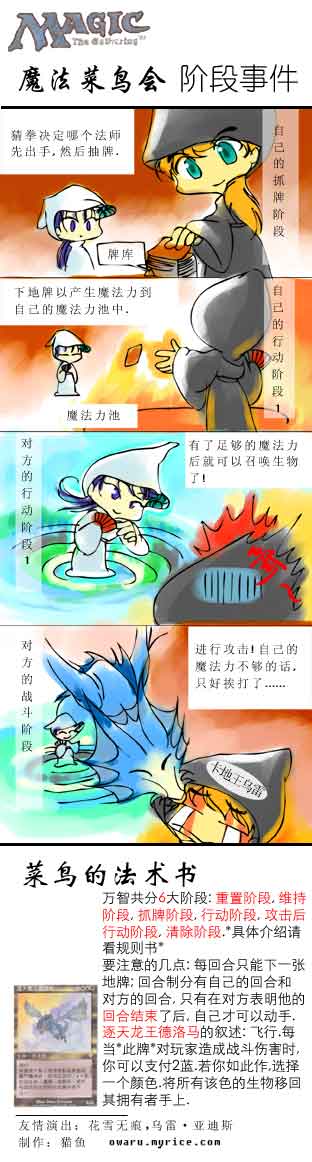 MAGIC
The Gathering
魔法菜鸟会 阶段事件
猜拳决定哪个法师
先出手,然后抽牌.
自己的抓牌阶段
牌库
下地牌以产生魔法力到
自己的魔法力池中.
自己的行动阶段1
魔法力池
对方的行动阶段1
有了足够的魔法力
后就可以召唤生物
了!
对方的战斗阶段
进行攻击!自己的
魔法力不够的话,
只好挨打了……
卡地王乌雷
菜鸟的法术书
万智共分6大阶段:重置阶段,维持
阶段,抓牌阶段,行动阶段,攻击后
行动阶段,清除阶段.*具体介绍请
看规则书*
要注意的几点:每回合只能下一张
地牌;回合制分有自己的回合和
对方的回合,只有在对方表明他的
回合结束了后,自己才可以动手.
逐天龙王德洛马的叙述:飞行.每
当*此牌*对玩家造成战斗伤害时,
你可以支付2蓝.若你如此作,选择
一个颜色.将所有该色的生物移回
其拥有者手上.
友情演出:花雪无痕,乌雷·亚迪斯
制作:猫鱼 owaru.myrice.com